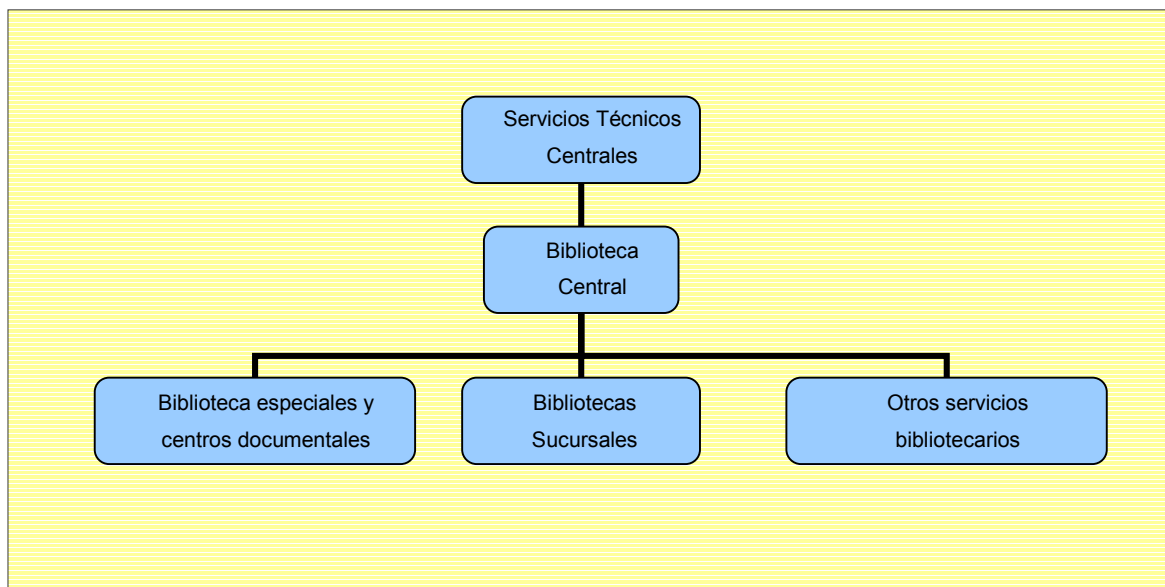 Servicios Técnicos
Centrales
Biblioteca
Central
Biblioteca especiales y
centros documentales
Bibliotecas
Sucursales
Otros servicios
bibliotecarios